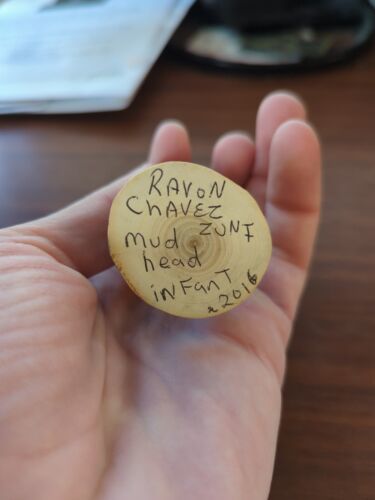 RAVON
CHAVEZ
ZUNI
mud
head
INFanT
2016